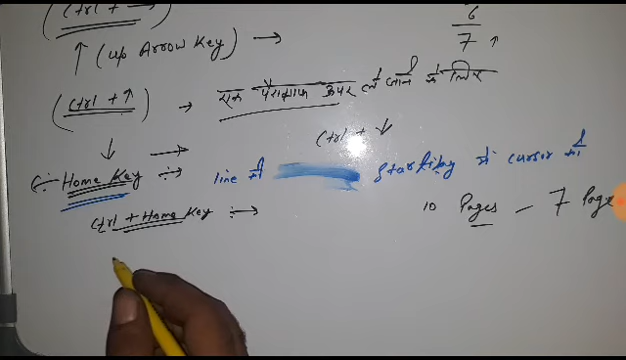 (Ctrl + →)
6
7 ↑
↑ (Up Arrow Key) →
(Ctrl + ↑) → एक पैराग्राफ ऊपर ले जाने के लिए
↓ Ctrl + ↓
Home Key :→ line की Starting में cursor को
Ctrl + Home Key :→ 10 Pages - 7 Page